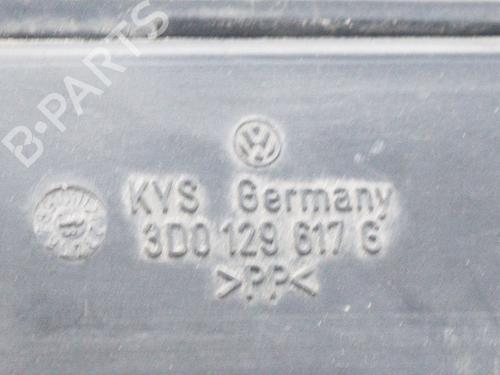 B-PARTS
KYS Germany
3D0 129 617 G
>PP<